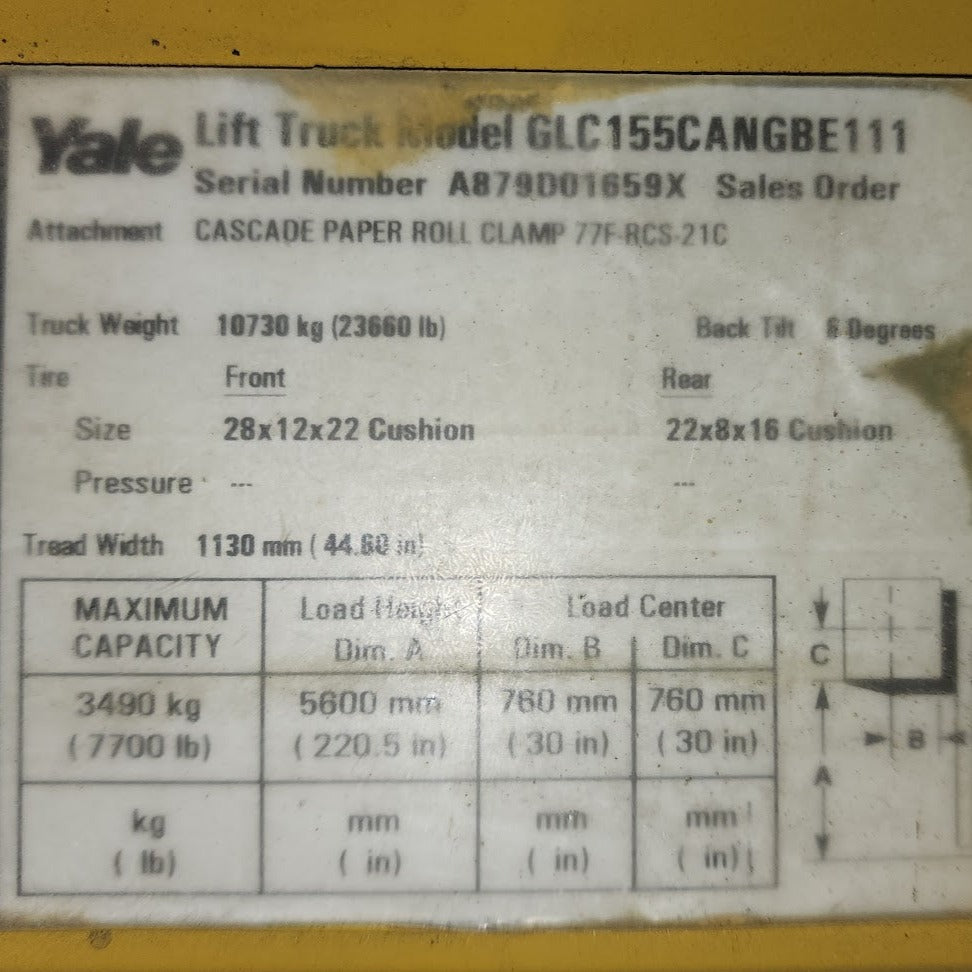 Yale Lift Truck Model GLC155CANGBE111
Serial Number A879D01659X Sales Order
Attachment CASCADE PAPER ROLL CLAMP 77F-RCS-21C
Truck Weight 10730 kg (23660 lb) Back Tilt 6 Degrees
Tire Front Rear
Size 28x12x22 Cushion 22x8x16 Cushion
Pressure --- ---
Tread Width 1130 mm ( 44.60 in)
MAXIMUM CAPACITY Load Height Dim. A Load Center Dim. B Dim. C
3490 kg 5600 mm 760 mm 760 mm
( 7700 lb) ( 220.5 in) ( 30 in) ( 30 in)
kg mm mm mm
( lb) ( in) ( in) ( in)
C
B
A